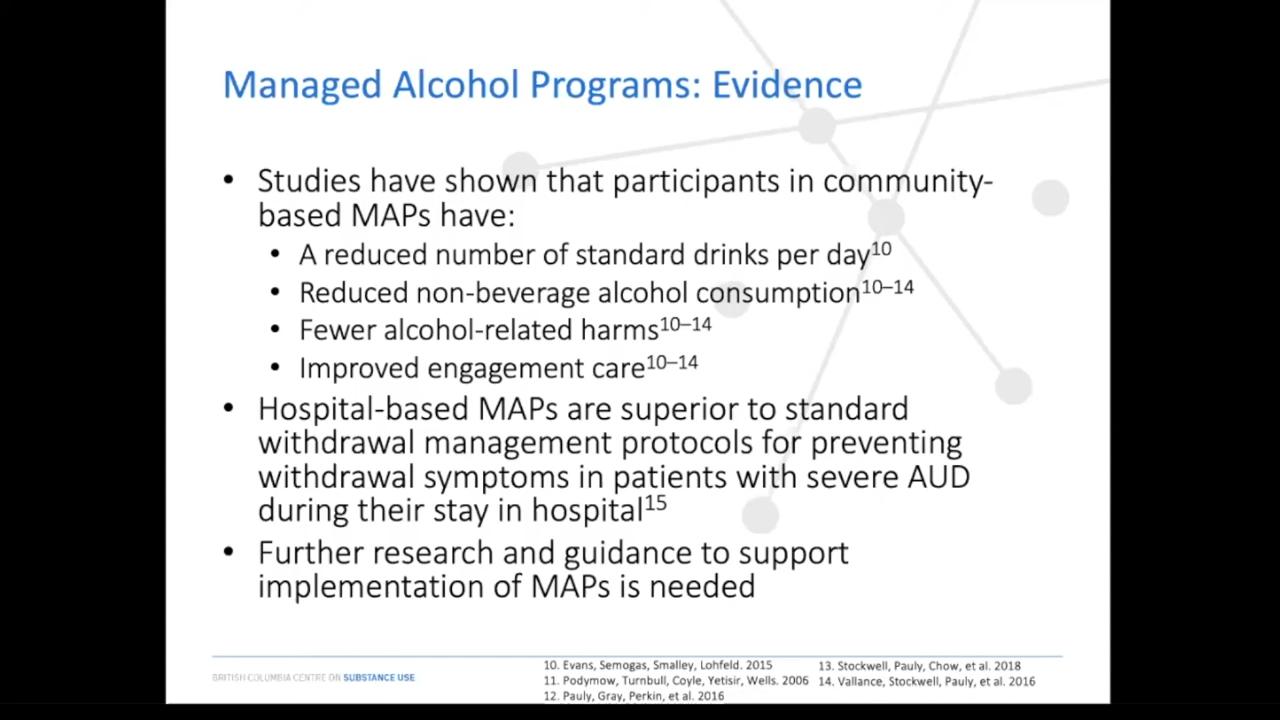 Managed Alcohol Programs: Evidence
• Studies have shown that participants in community-
based MAPs have:
• A reduced number of standard drinks per day10
• Reduced non-beverage alcohol consumption10–14
• Fewer alcohol-related harms10–14
• Improved engagement care10–14
• Hospital-based MAPs are superior to standard
withdrawal management protocols for preventing
withdrawal symptoms in patients with severe AUD
during their stay in hospital15
• Further research and guidance to support
implementation of MAPs is needed
BRITISH COLUMBIA CENTRE ON SUBSTANCE USE
10. Evans, Semogas, Smalley, Lohfeld. 2015
11. Podymow, Turnbull, Coyle, Yetisir, Wells. 2006
12. Pauly, Gray, Perkin, et al. 2016
13. Stockwell, Pauly, Chow, et al. 2018
14. Vallance, Stockwell, Pauly, et al. 2016